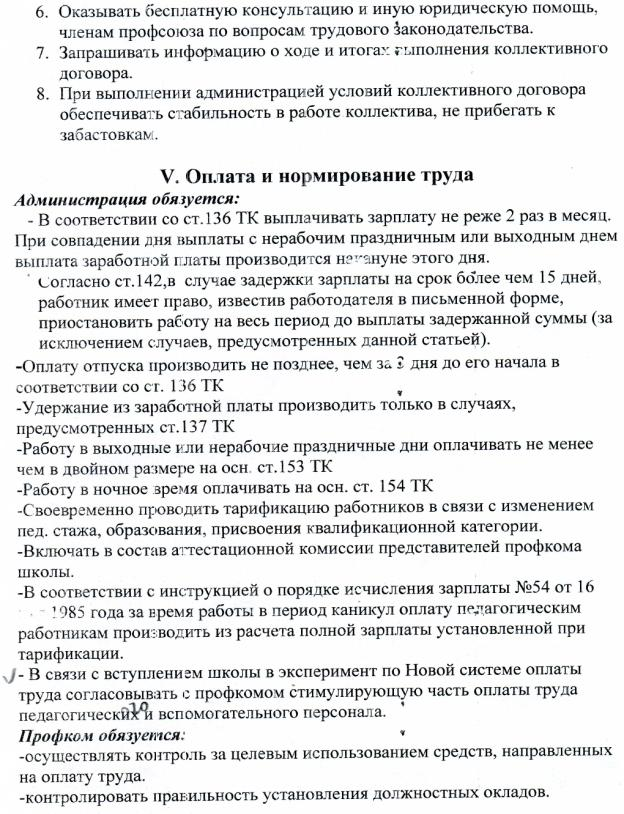 6. Оказывать бесплатную консультацию и иную юридическую помощь,
членам профсоюза по вопросам трудового законодательства.
7. Запрашивать информацию о ходе и итогах выполнения коллективного
договора.
8. При выполнении администрацией условий коллективного договора
обеспечивать стабильность в работе коллектива, не прибегать к
забастовкам.
V. Оплата и нормирование труда
Администрация обязуется:
- В соответствии со ст.136 ТК выплачивать зарплату не реже 2 раз в месяц.
При совпадении дня выплаты с нерабочим праздничным или выходным днем
выплата заработной платы производится накануне этого дня.
Согласно ст.142,в случае задержки зарплаты на срок более чем 15 дней,
работник имеет право, известив работодателя в письменной форме,
приостановить работу на весь период до выплаты задержанной суммы (за
исключением случаев, предусмотренных данной статьей).
-Оплату отпуска производить не позднее, чем за 3 дня до его начала в
соответствии со ст. 136 ТК
-Удержание из заработной платы производить только в случаях,
предусмотренных ст.137 ТК
-Работу в выходные или нерабочие праздничные дни оплачивать не менее
чем в двойном размере на осн. ст.153 ТК
-Работу в ночное время оплачивать на осн. ст. 154 ТК
-Своевременно проводить тарификацию работников в связи с изменением
пед. стажа, образования, присвоения квалификационной категории.
-Включать в состав аттестационной комиссии представителей профкома
школы.
-В соответствии с инструкцией о порядке исчисления зарплаты №54 от 16
1985 года за время работы в период каникул оплату педагогическим
работникам производить из расчета полной зарплаты установленной при
тарификации.
- В связи с вступлением школы в эксперимент по Новой системе оплаты
труда согласовывать с профкомом стимулирующую часть оплаты труда
педагогических и вспомогательного персонала.
Профком обязуется:
-осуществлять контроль за целевым использованием средств, направленных
на оплату труда.
-контролировать правильность установления должностных окладов.